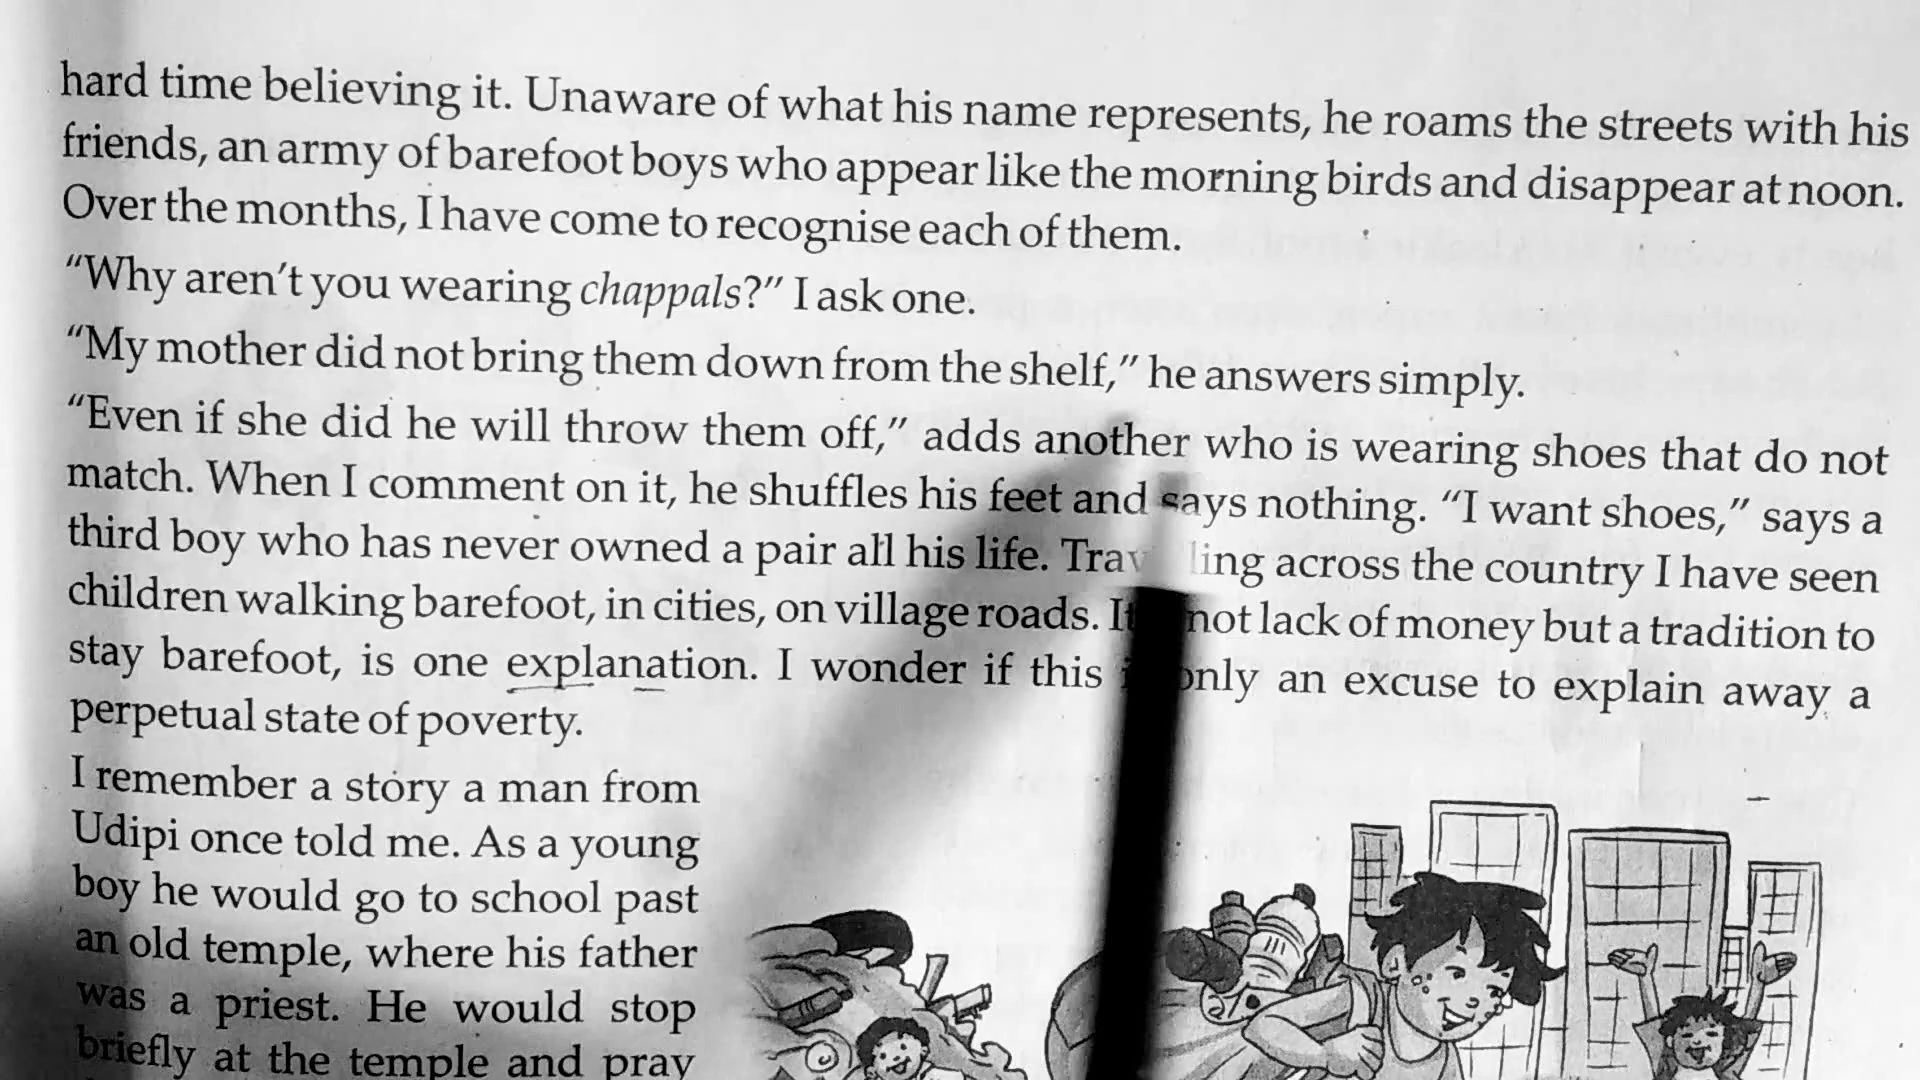 hard time believing it. Unaware of what his name represents, he roams the streets with his
friends, an army of barefoot boys who appear like the morning birds and disappear at noon.
Over the months, I have come to recognise each of them.
"Why aren't you wearing chappals?" I ask one.
"My mother did not bring them down from the shelf," he answers simply.
"Even if she did he will throw them off," adds another who is wearing shoes that do not
match. When I comment on it, he shuffles his feet and says nothing. "I want shoes," says a
third boy who has never owned a pair all his life. across the country I have seen
children walking barefoot, in cities, on village roads. not lack of money but a tradition to
stay barefoot, is one explanation. I wonder if this only an excuse to explain away a
perpetual state of poverty.
I remember a story a man from
Udipi once told me. As a young
boy he would go to school past
an old temple, where his father
was a priest. He would stop
briefly at the temple and pray